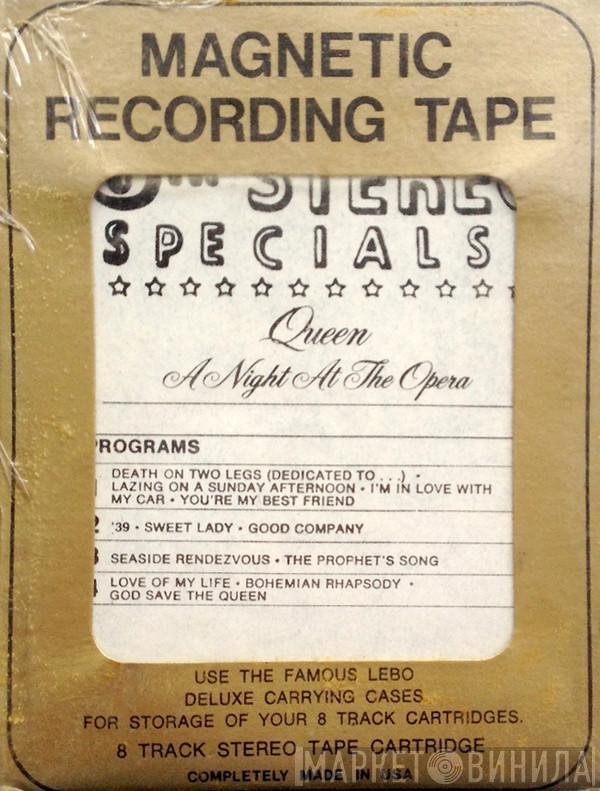 MAGNETIC
RECORDING TAPE
STEREO
SPECIALS
Queen
A Night At The Opera
PROGRAMS
DEATH ON TWO LEGS (DEDICATED TO . . .) •
1 LAZING ON A SUNDAY AFTERNOON • I'M IN LOVE WITH
MY CAR • YOU'RE MY BEST FRIEND
2 '39 • SWEET LADY • GOOD COMPANY
3 SEASIDE RENDEZVOUS • THE PROPHET'S SONG
4 LOVE OF MY LIFE • BOHEMIAN RHAPSODY •
GOD SAVE THE QUEEN
USE THE FAMOUS LEBO
DELUXE CARRYING CASES
FOR STORAGE OF YOUR 8 TRACK CARTRIDGES.
8 TRACK STEREO TAPE CARTRIDGE
COMPLETELY MADE IN USA
МАРКЕТ ВИНИЛА